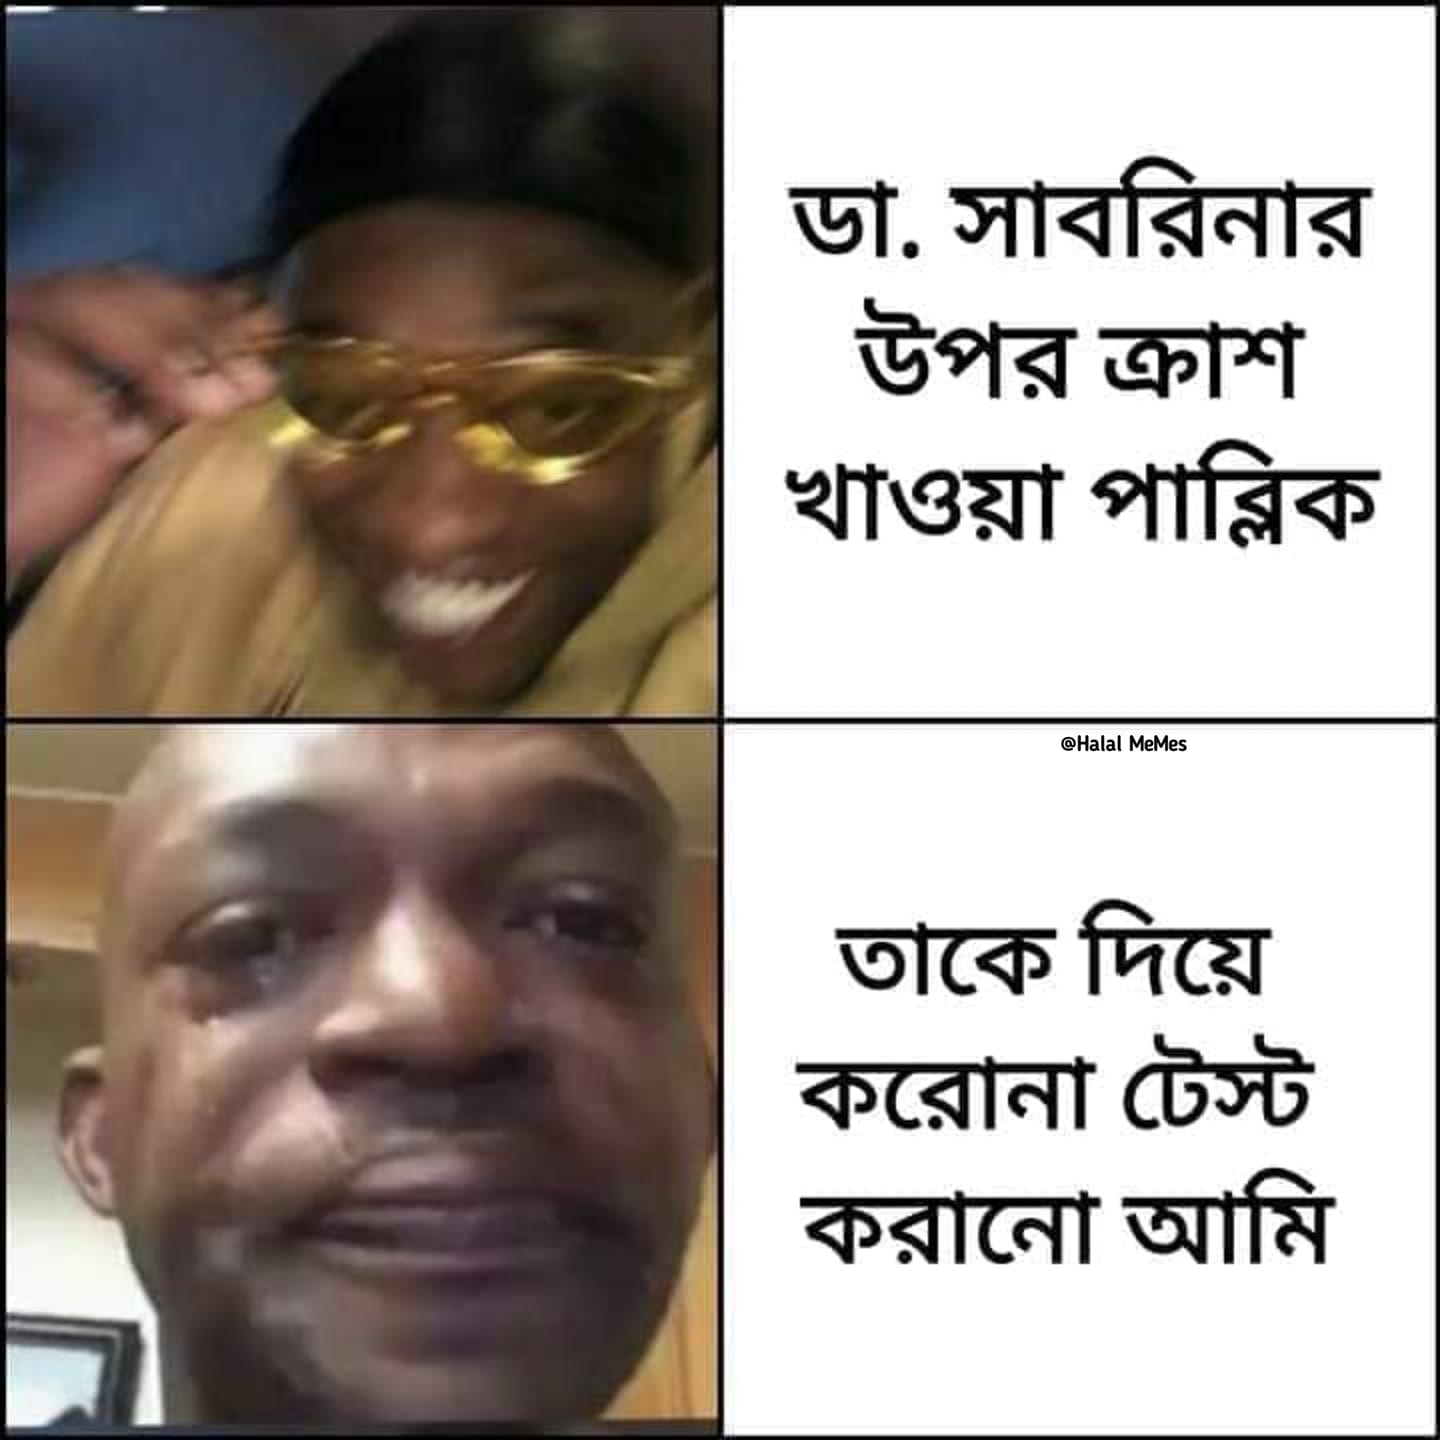 ডা. সাবরিনার
উপর ক্রাশ
খাওয়া পাব্লিক
@Halal MeMes
তাকে দিয়ে
করোনা টেস্ট
করানো আমি